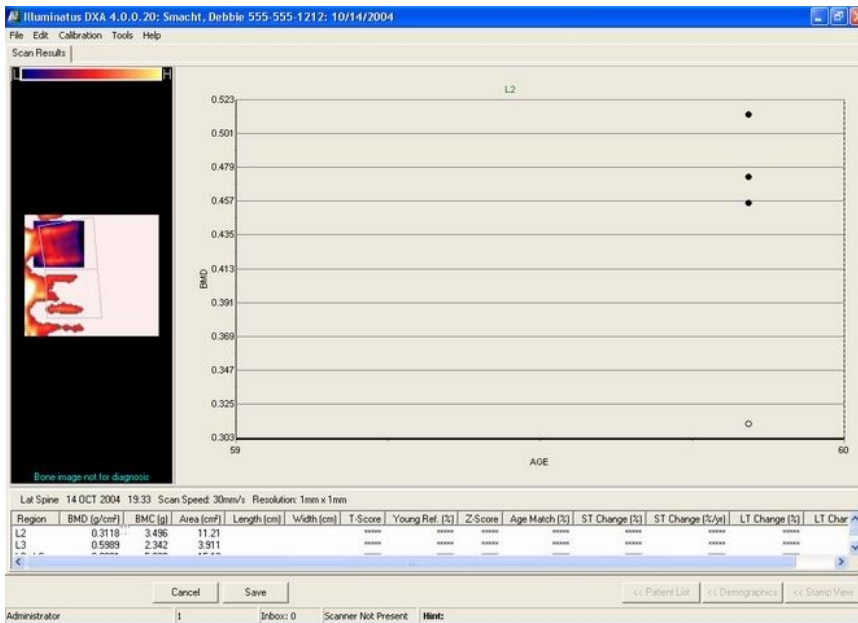 Illuminatus DXA 4.0.0.20: Smacht, Debbie 555-555-1212: 10/14/2004
File Edit Calibration Tools Help
Scan Results
L H
L2
0.523
0.501
0.479
0.457
0.435
0.413
0.391
0.369
0.347
0.325
0.303
BMD
59 60
AGE
Bone image not for diagnosis
Lat Spine 14 OCT 2004 19:33 Scan Speed: 30mm/s Resolution: 1mm x 1mm
Region BMD (g/cm²) BMC (g) Area (cm²) Length (cm) Width (cm) T-Score Young Ref. (%) Z-Score Age Match (%) ST Change (%) ST Change (%/yr) LT Change (%) LT Char
L2 0.3118 3.496 11.21 ***** ***** ***** ***** ***** ***** ***** *****
L3 0.5989 2.342 3.911 ***** ***** ***** ***** ***** ***** ***** *****
Cancel Save << Patient List << Demographics << Stamp View
Administrator 1 Inbox: 0 Scanner Not Present Hint: